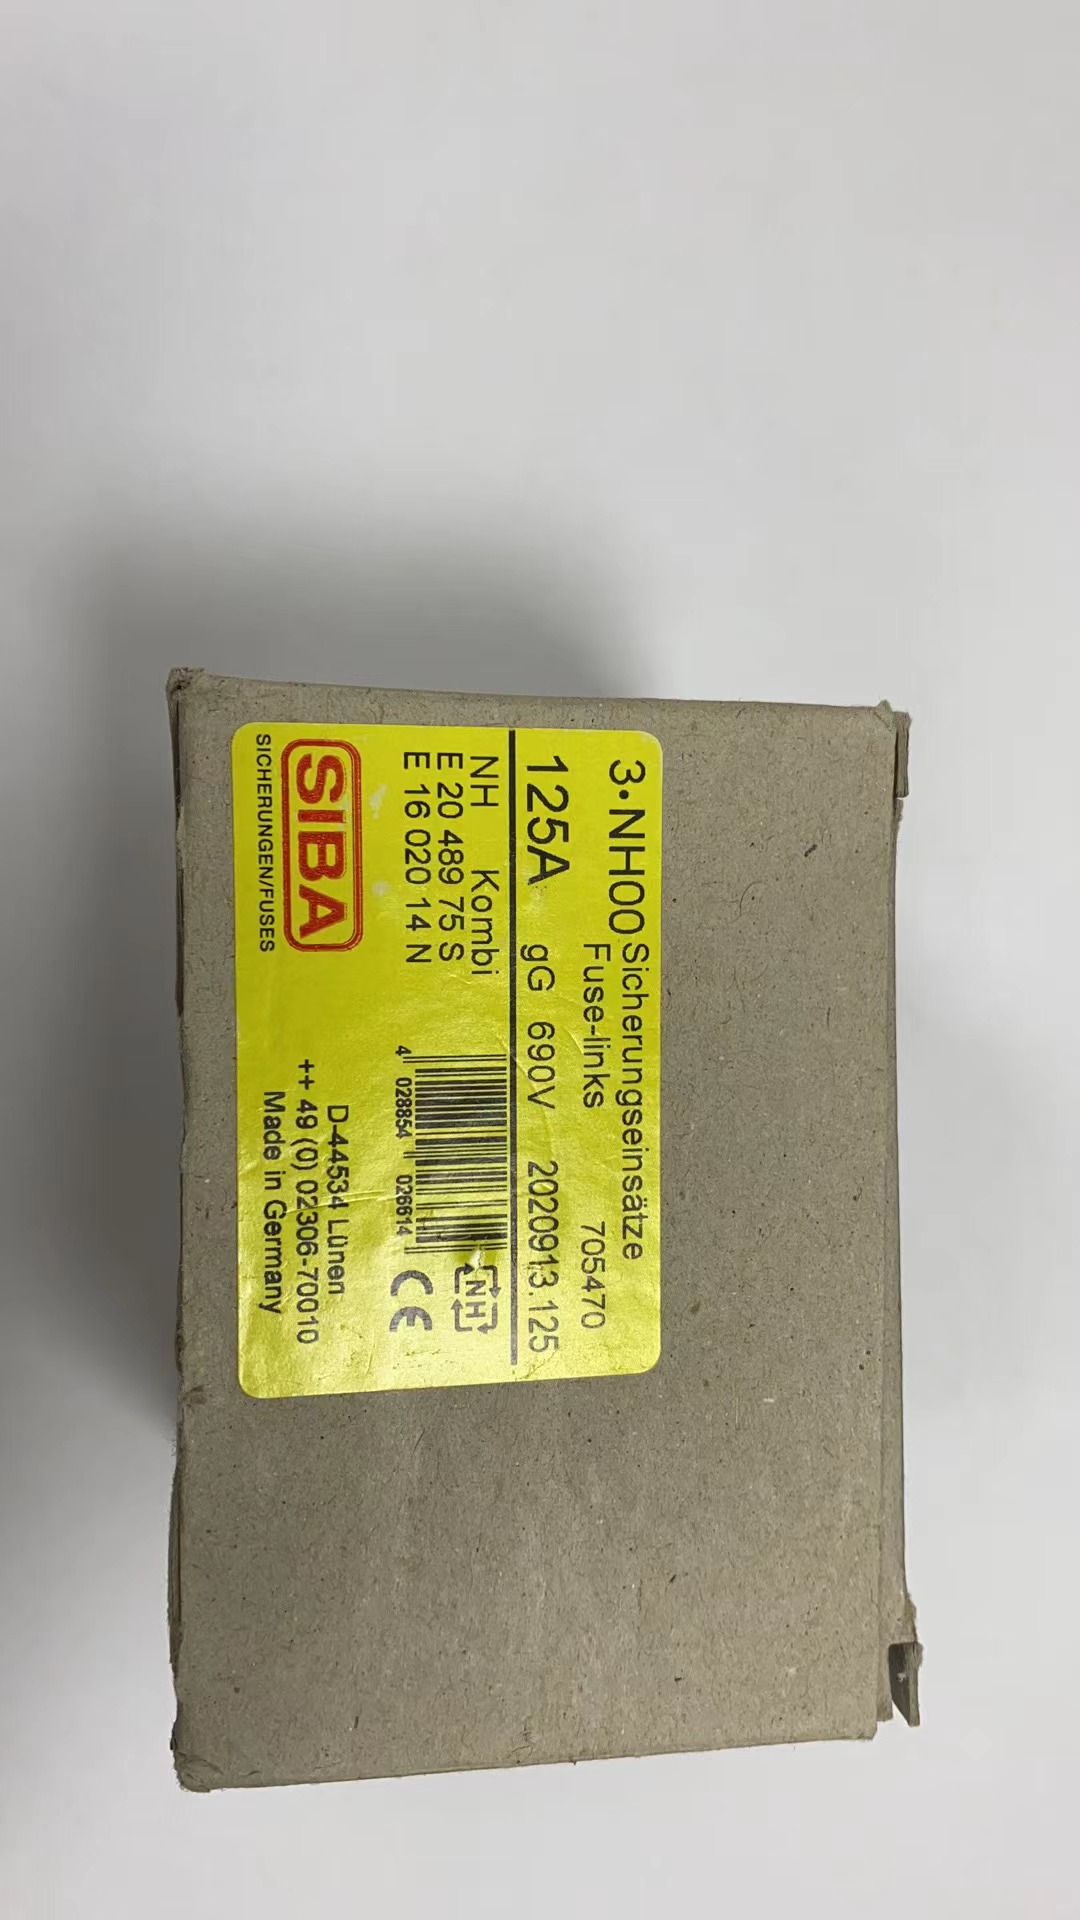 3•NH00 Sicherungseinsätze
Fuse-links 705470
125A gG 690V 2020913.125
NH Kombi
E 20 489 75 S
E 16 020 14 N
4 028854 026614
NH
CE
SIBA
SICHERUNGEN/FUSES
D-44534 Lünen
++ 49 (0) 02306-70010
Made in Germany